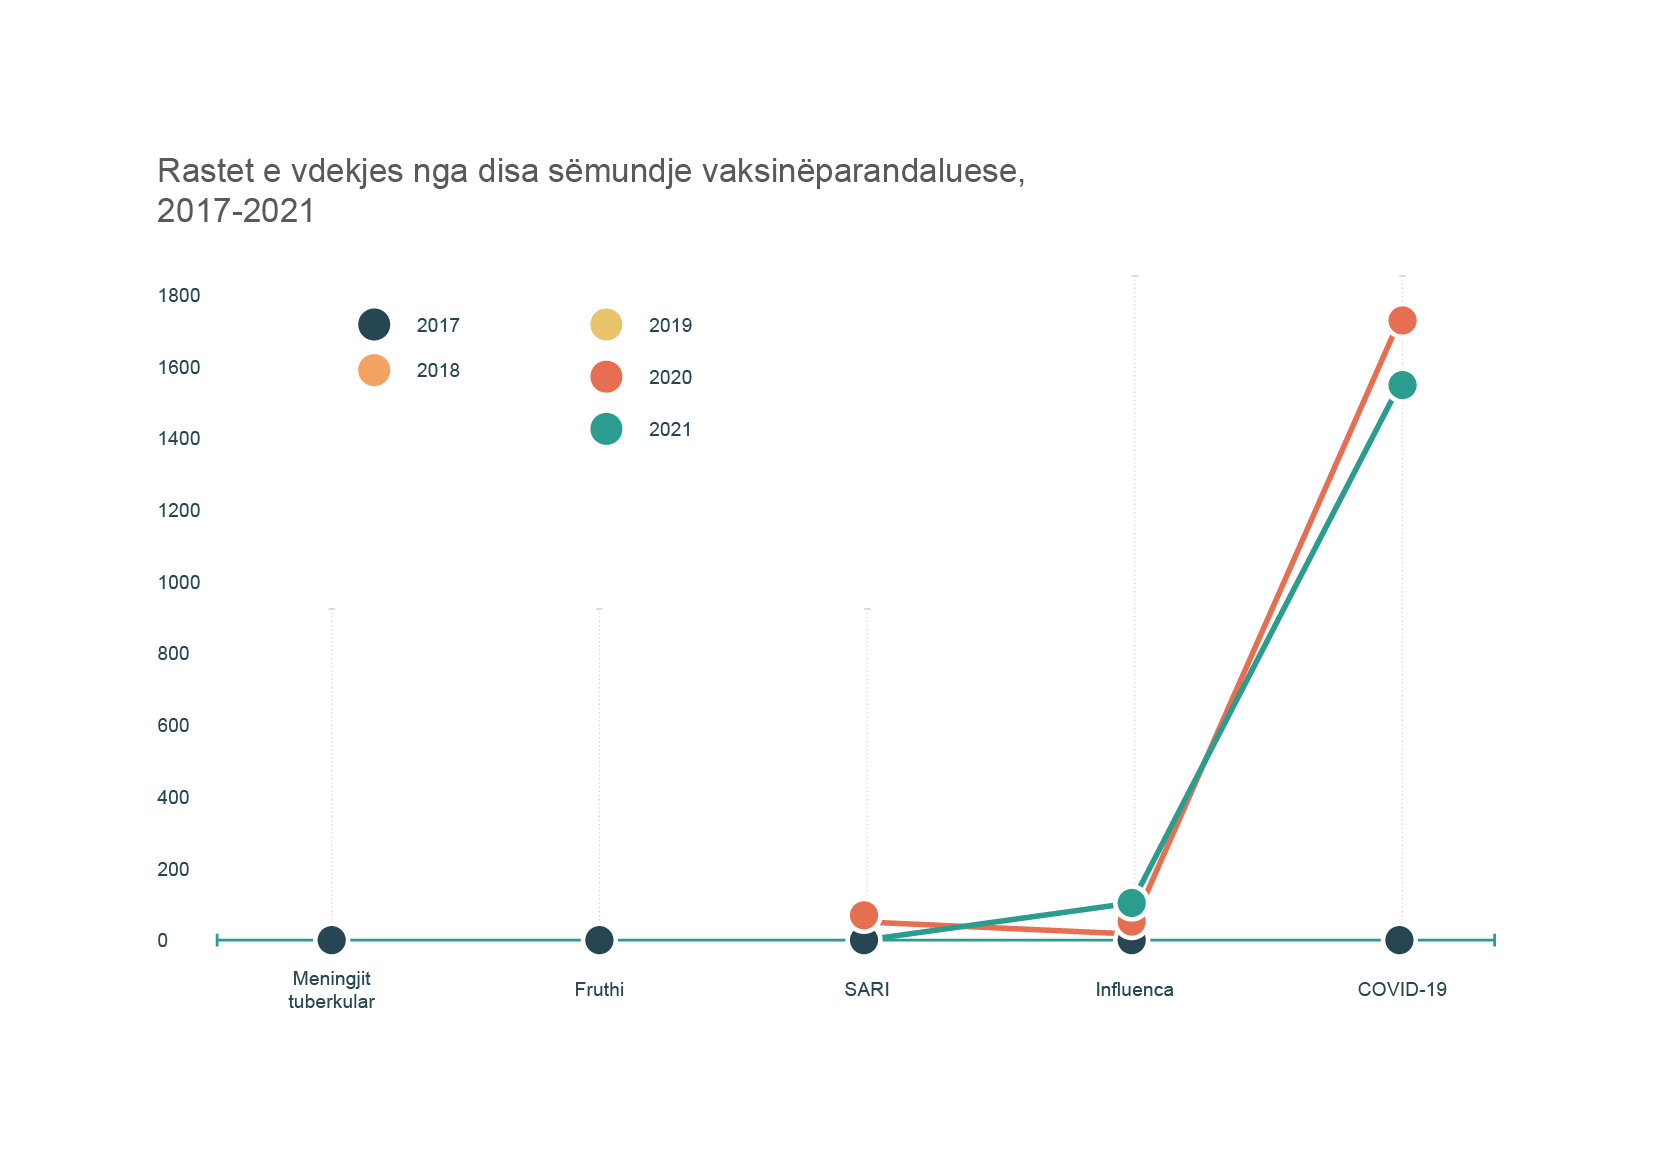 Rastet e vdekjes nga disa sëmundje vaksinëparandaluese,
2017-2021
1800
1600
1400
1200
1000
800
600
400
200
0
2017
2018
2019
2020
2021
Meningjit
tuberkular
Fruthi
SARI
Influenca
COVID-19